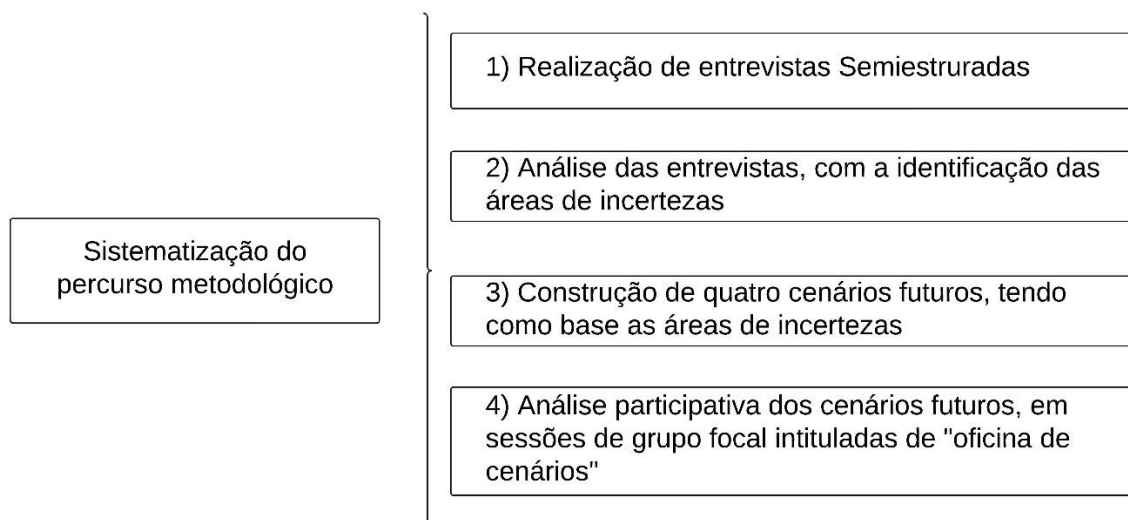 Sistematização do
percurso metodológico
1) Realização de entrevistas Semiestruradas
2) Análise das entrevistas, com a identificação das
áreas de incertezas
3) Construção de quatro cenários futuros, tendo
como base as áreas de incertezas
4) Análise participativa dos cenários futuros, em
sessões de grupo focal intituladas de "oficina de
cenários"